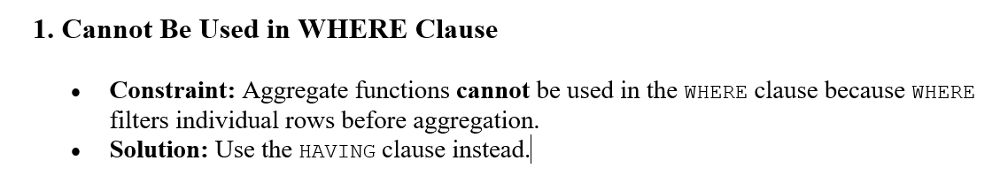 1. Cannot Be Used in WHERE Clause
• Constraint: Aggregate functions cannot be used in the WHERE clause because WHERE
filters individual rows before aggregation.
• Solution: Use the HAVING clause instead.